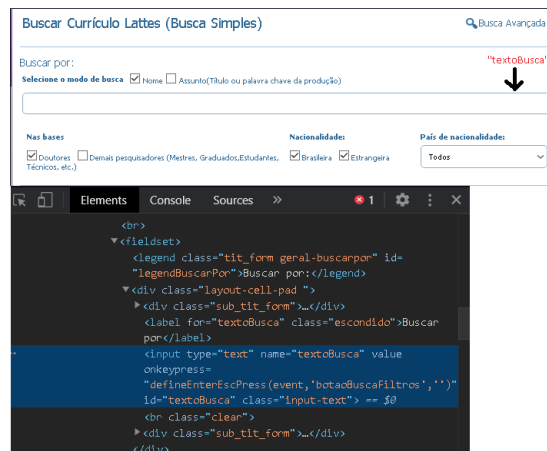 Buscar Currículo Lattes (Busca Simples)
Busca Avançada
Buscar por:
"textoBusca"
Selecione o modo de busca Nome Assunto(Título ou palavra chave da produção)
Nas bases
Nacionalidade:
País de nacionalidade:
Doutores Demais pesquisadores (Mestres, Graduados,Estudantes,
Técnicos, etc.)
Brasileira Estrangeira
Todos
Elements Console Sources » 1
<br>
▼<fieldset>
<legend class="tit_form geral-buscarpor" id=
"legendBuscarPor">Buscar por:</legend>
▼<div class="layout-cell-pad ">
▶<div class="sub_tit_form">…</div>
<label for="textoBusca" class="escondido">Buscar
por</label>
<input type="text" name="textoBusca" value
onkeypress=
"defineEnterEscPress(event,'botaoBuscaFiltros','')"
id="textoBusca" class="input-text"> == $0
<br class="clear">
▶<div class="sub_tit_form">…</div>
</div>